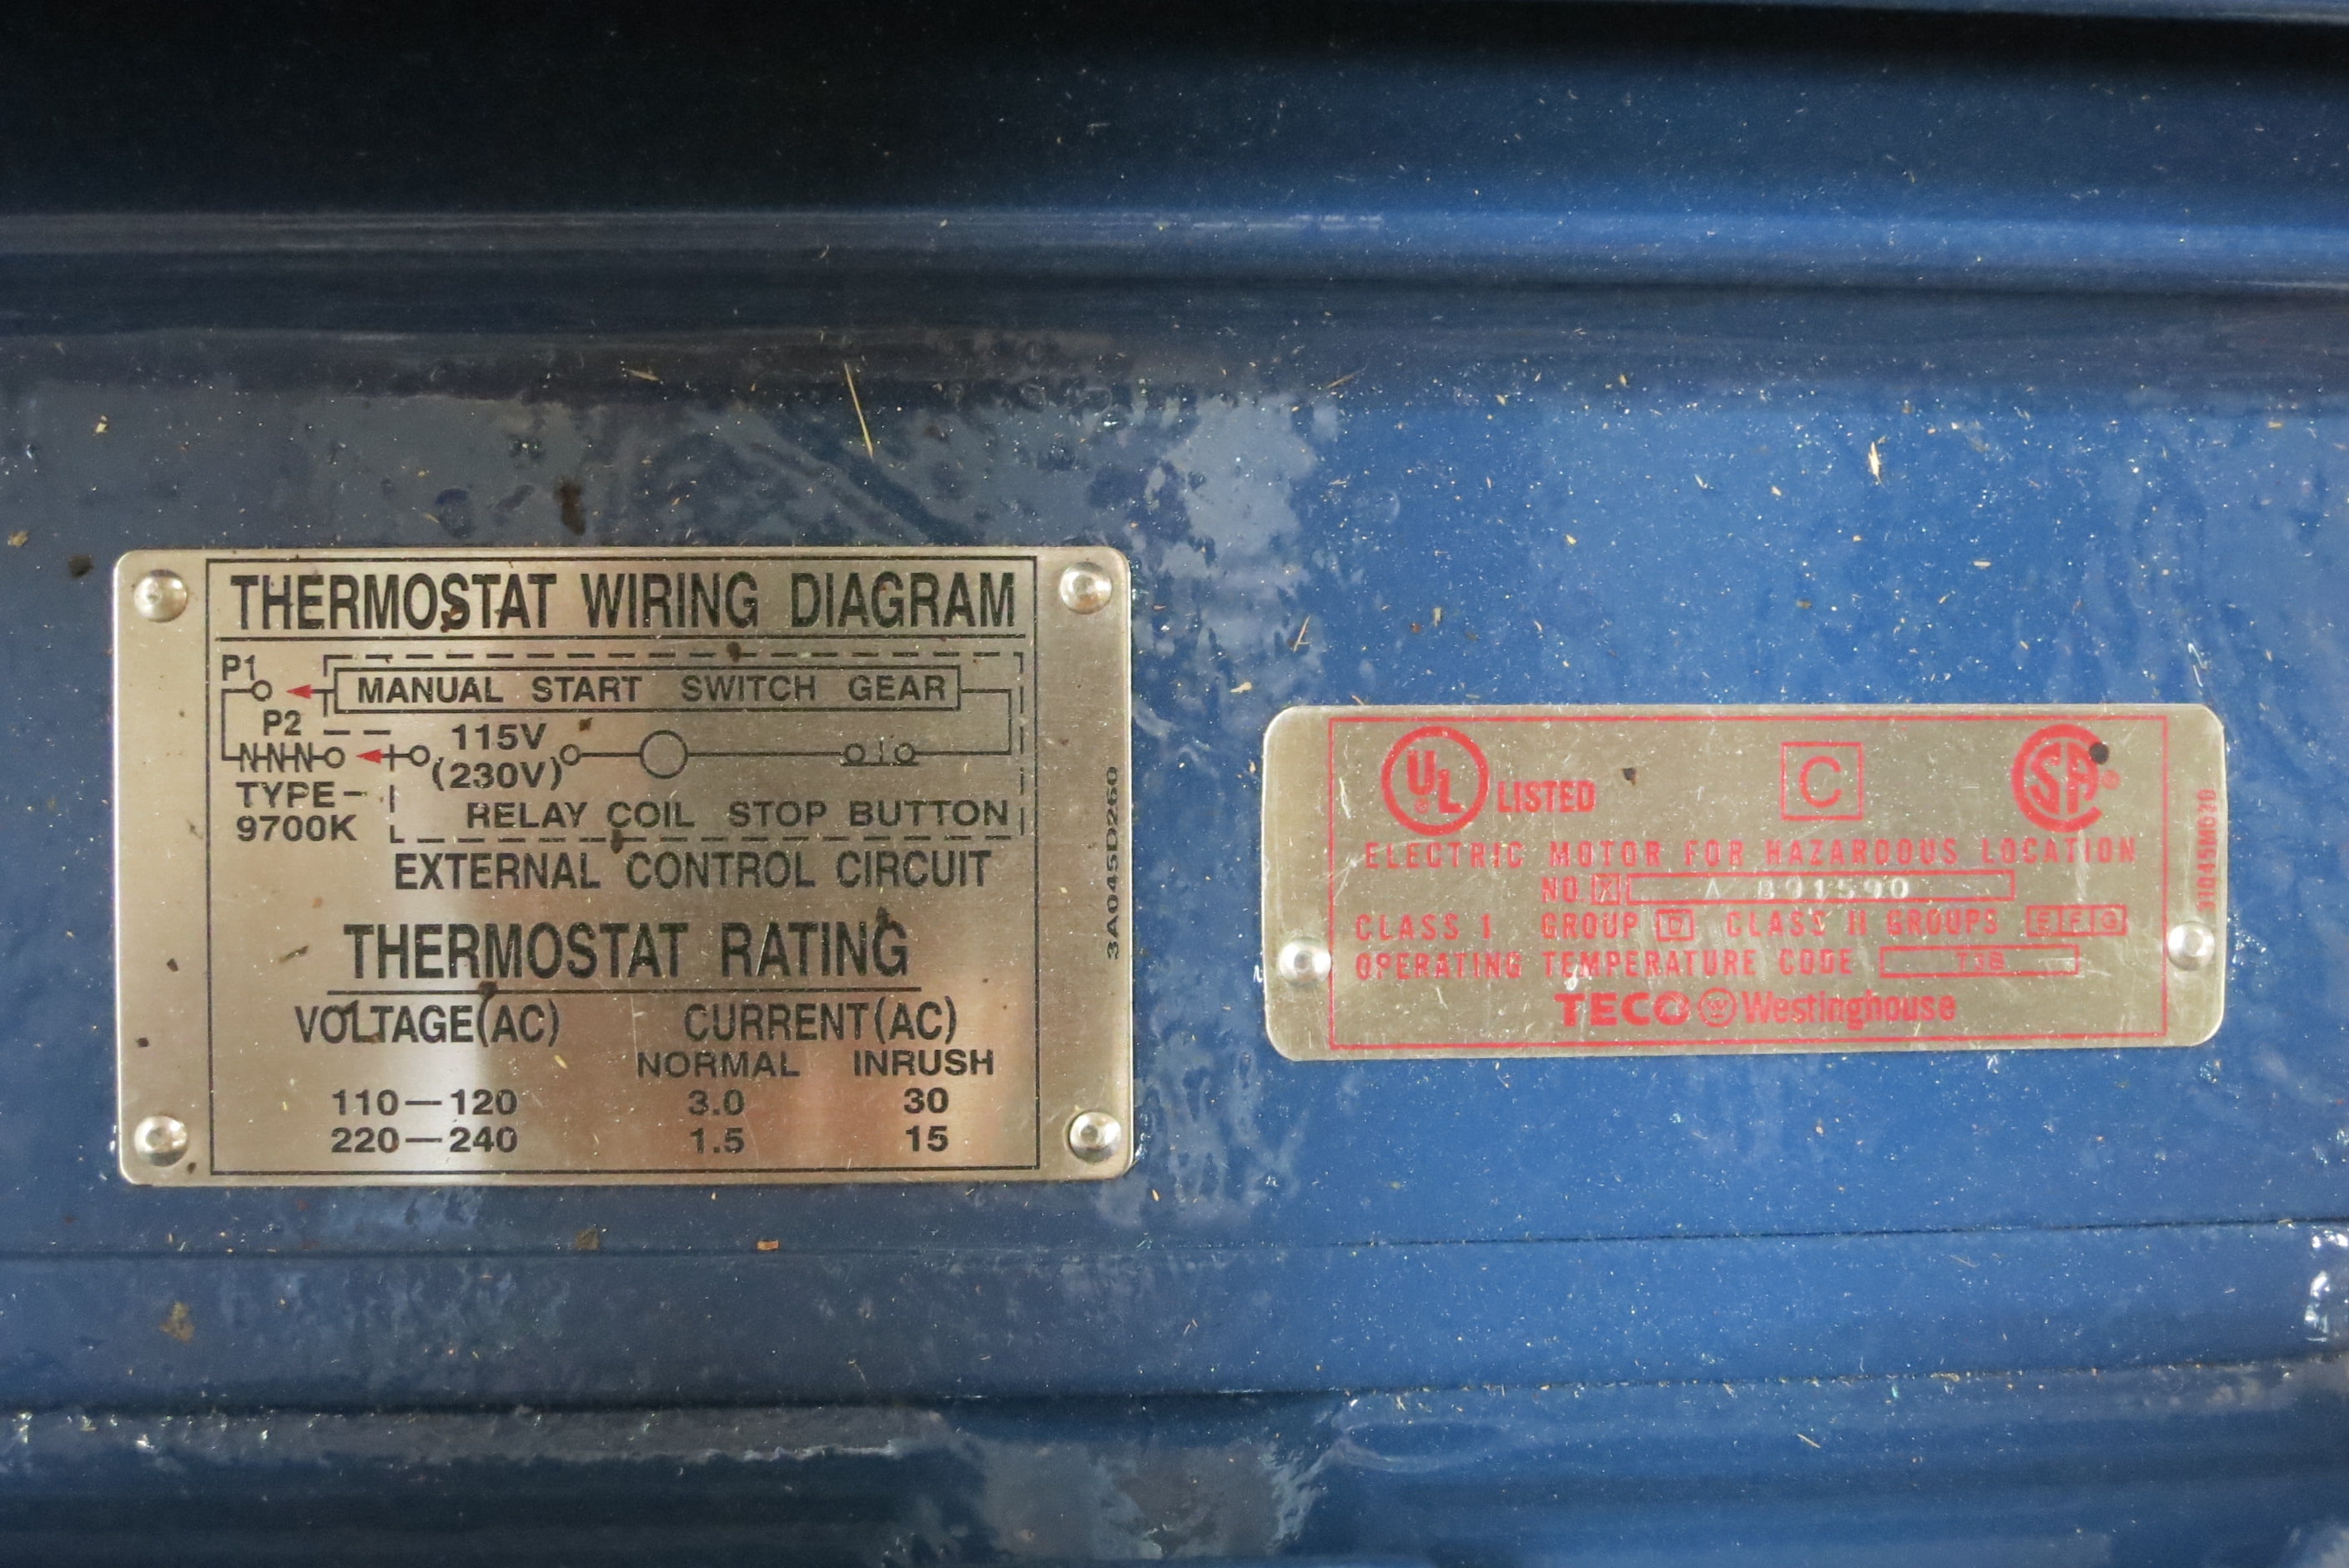 THERMOSTAT WIRING DIAGRAM
P1
MANUAL START SWITCH GEAR
P2
115V
(230V)
TYPE-
9700K
RELAY COIL STOP BUTTON
EXTERNAL CONTROL CIRCUIT
THERMOSTAT RATING
VOLTAGE(AC) CURRENT(AC)
NORMAL INRUSH
110—120 3.0 30
220—240 1.5 15
3A045D260
UL LISTED C SA
ELECTRIC MOTOR FOR HAZARDOUS LOCATION
NO X A B01590
CLASS I GROUP D CLASS II GROUPS E F G
OPERATING TEMPERATURE CODE T3B
TECO W Westinghouse